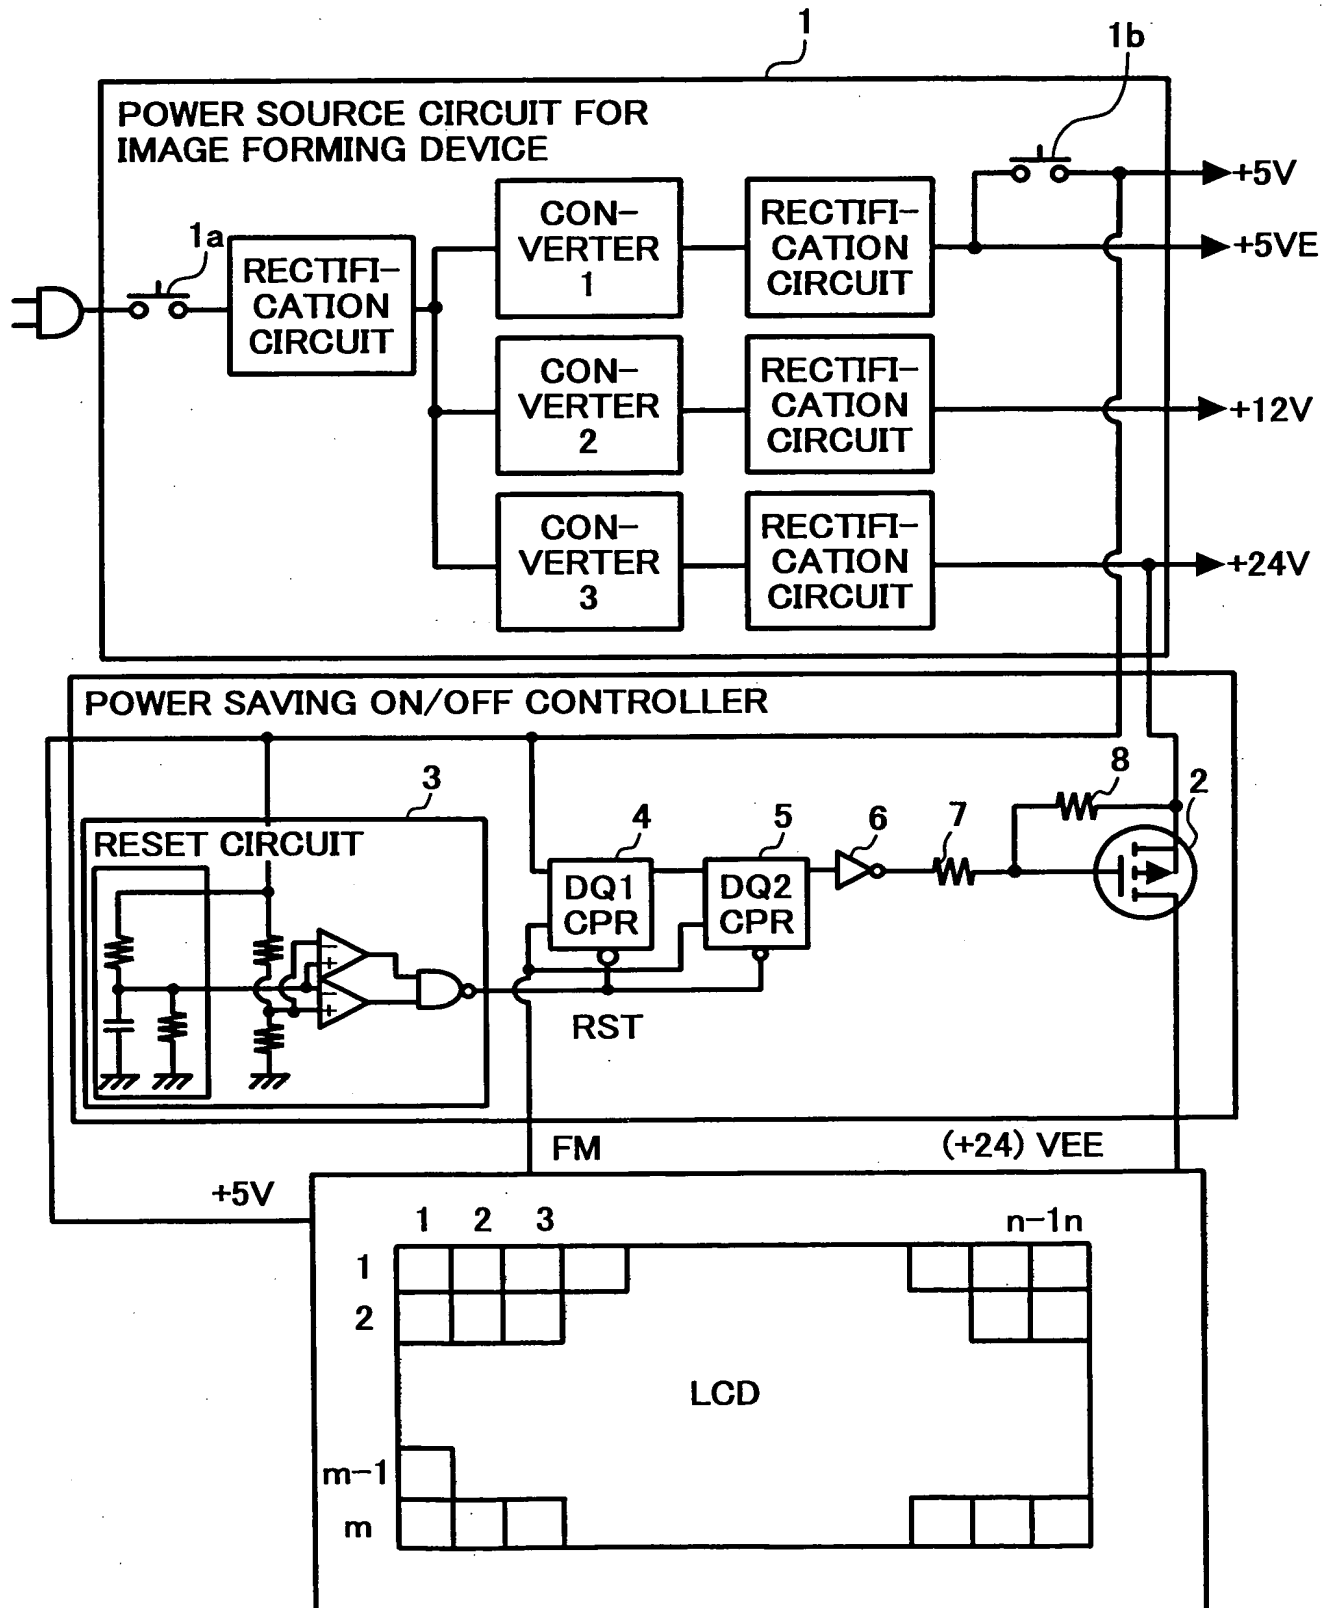 1
1b
POWER SOURCE CIRCUIT FOR
IMAGE FORMING DEVICE
+5V
1a
CON-
VERTER
1
RECTIFI-
CATION
CIRCUIT
+5VE
RECTIFI-
CATION
CIRCUIT
CON-
VERTER
2
RECTIFI-
CATION
CIRCUIT
+12V
CON-
VERTER
3
RECTIFI-
CATION
CIRCUIT
+24V
POWER SAVING ON/OFF CONTROLLER
3
8
2
RESET CIRCUIT
4
5
6
7
DQ1
CPR
DQ2
CPR
−
+
−
+
RST
FM
(+24) VEE
+5V
1 2 3 n-1n
1
2
LCD
m-1
m